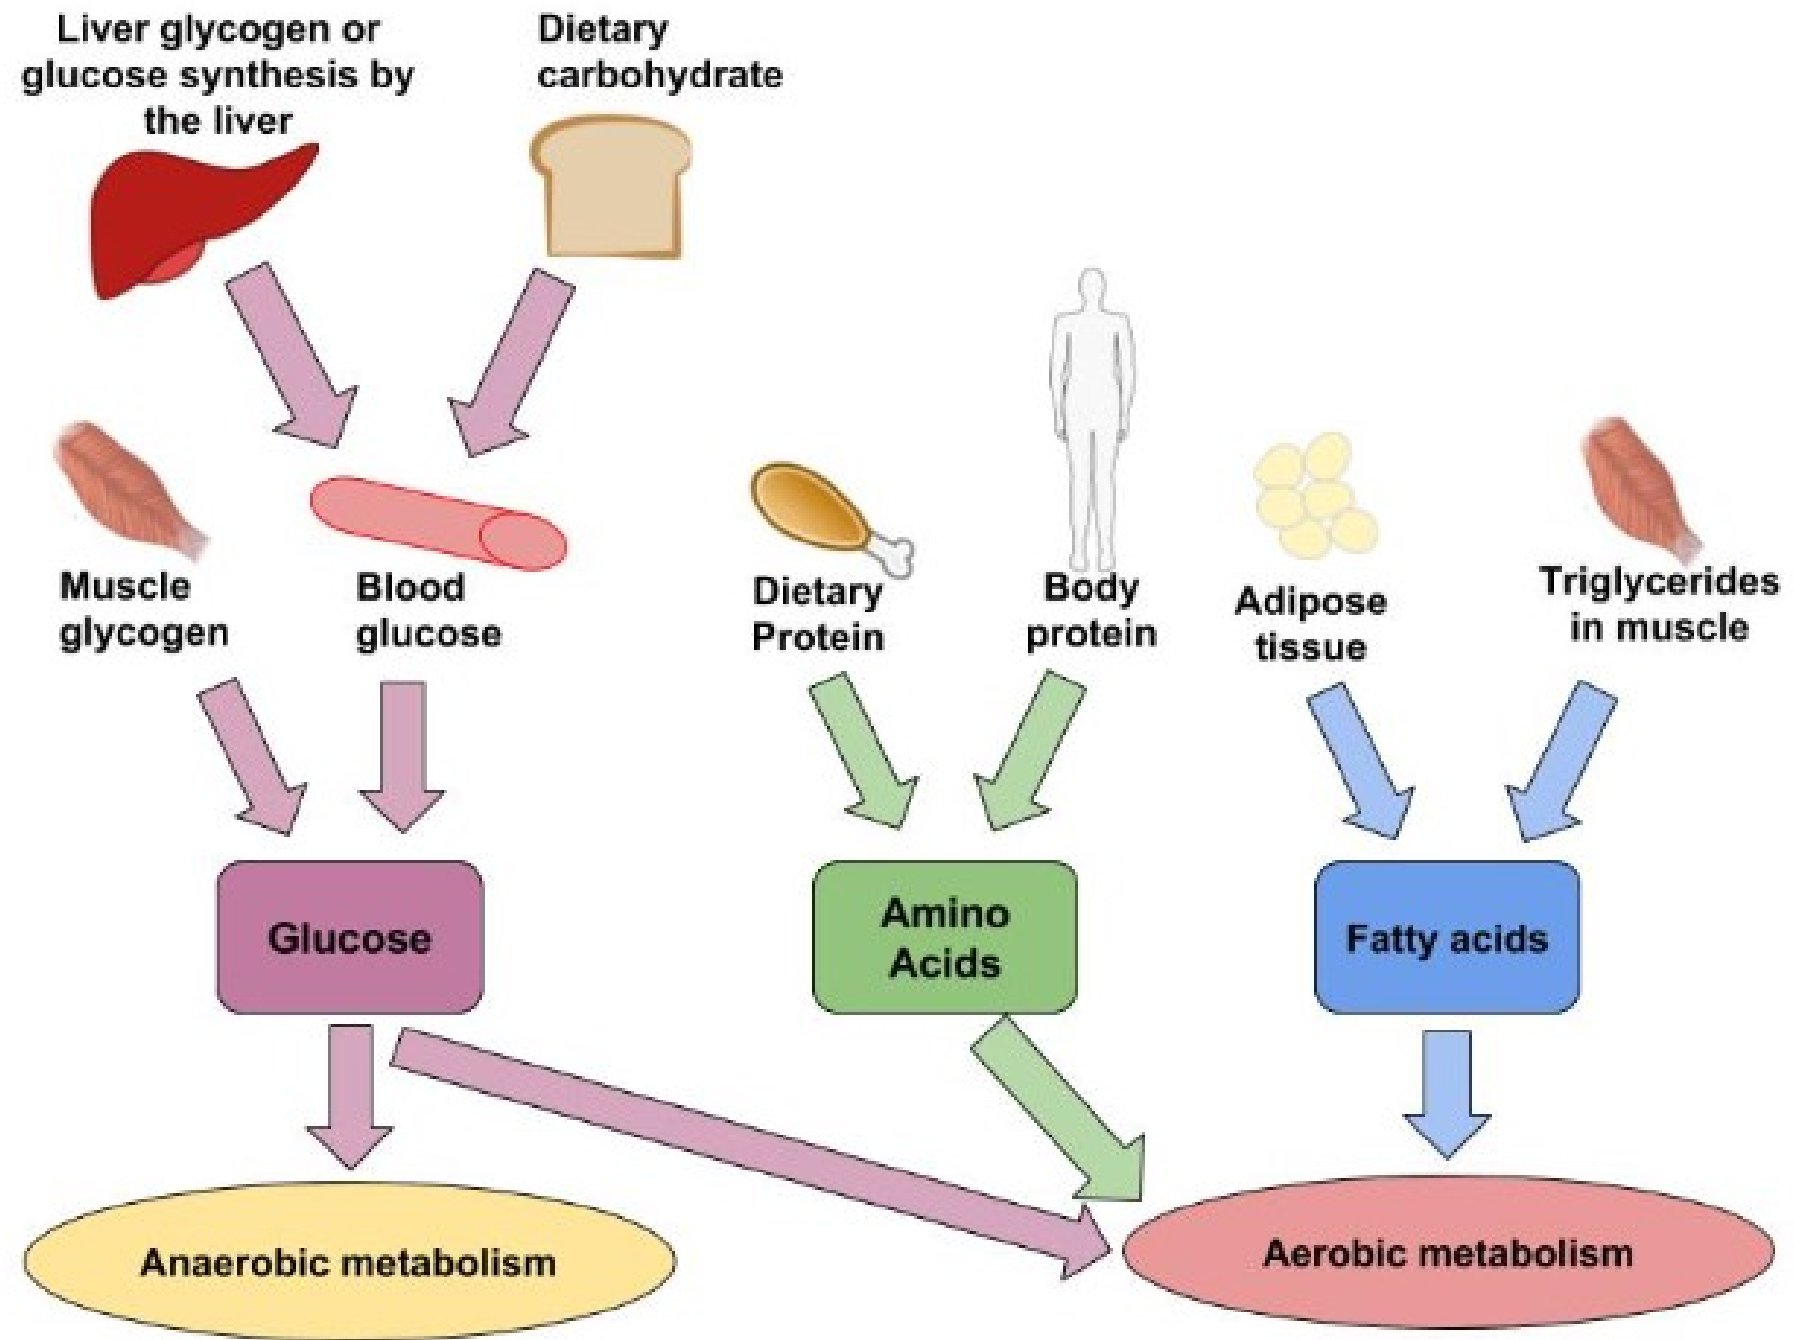 Liver glycogen or
glucose synthesis by
the liver
Dietary
carbohydrate
Muscle
glycogen
Blood
glucose
Dietary
Protein
Body
protein
Adipose
tissue
Triglycerides
in muscle
Glucose
Amino
Acids
Fatty acids
Anaerobic metabolism
Aerobic metabolism